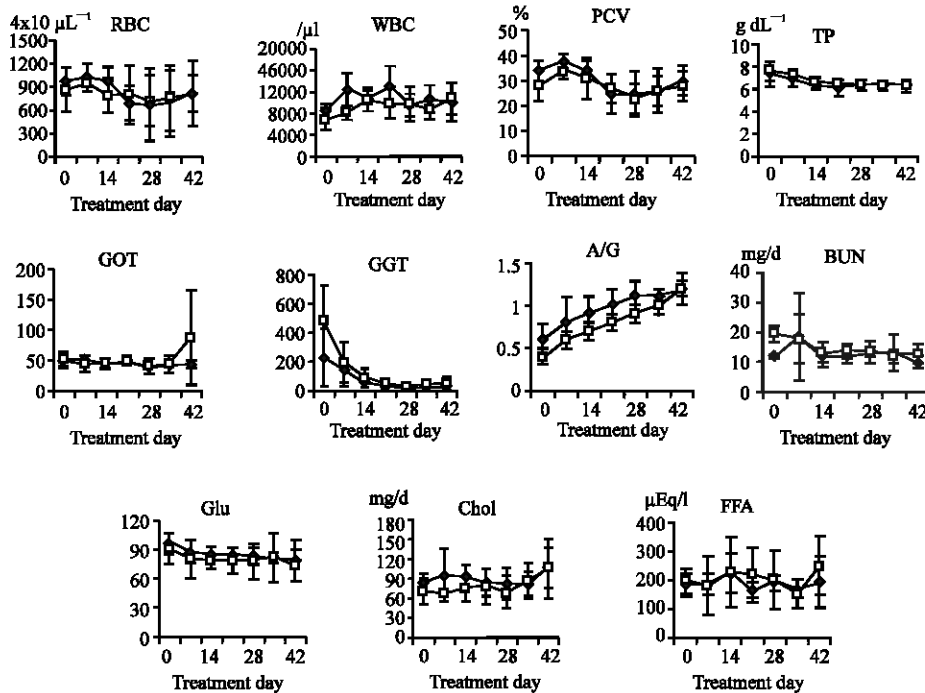 4x10 μL⁻¹ RBC
1500
1200
900
600
300
0
0 14 28 42
Treatment day
/μl WBC
20000
16000
12000
8000
4000
0
0 14 28 42
Treatment day
% PCV
50
40
30
20
10
0
0 14 28 42
Treatment day
g dL⁻¹ TP
10
8
6
4
2
0
0 14 28 42
Treatment day
GOT
200
150
100
50
0
0 14 28 42
Treatment day
GGT
800
600
400
200
0
0 14 28 42
Treatment day
A/G
1.5
1
0.5
0
0 14 28 42
Treatment day
mg/d BUN
40
30
20
10
0
0 14 28 42
Treatment day
Glu
120
90
60
90
0
0 14 28 42
Treatment day
mg/d Chol
180
150
120
90
60
30
0
0 14 28 42
Treatment day
μEq/l FFA
400
300
200
100
0
0 14 28 42
Treatment day